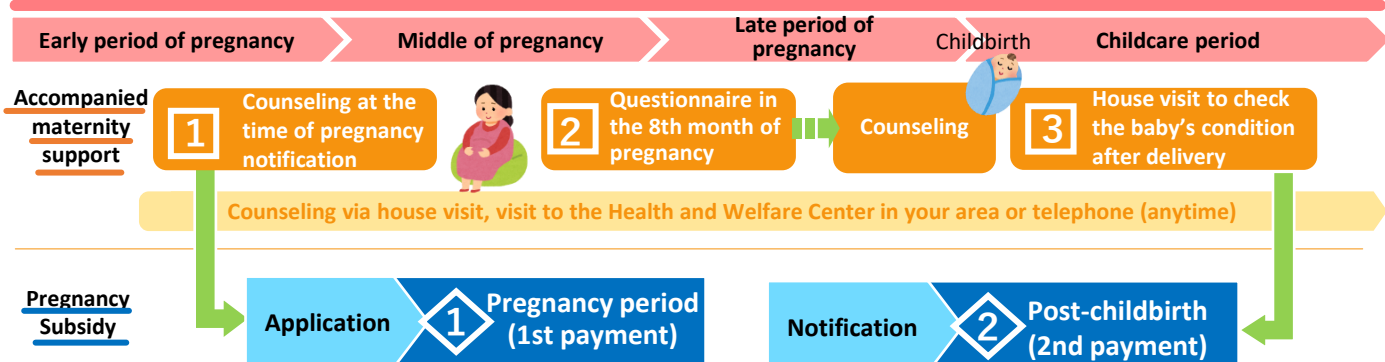 Early period of pregnancy
Middle of pregnancy
Late period of
pregnancy
Childbirth
Childcare period
Accompanied
maternity
support
1
Counseling at the
time of pregnancy
notification
2
Questionnaire in
the 8th month of
pregnancy
Counseling
3
House visit to check
the baby's condition
after delivery
Counseling via house visit, visit to the Health and Welfare Center in your area or telephone (anytime)
Pregnancy
Subsidy
Application
1
Pregnancy period
(1st payment)
Notification
2
Post-childbirth
(2nd payment)